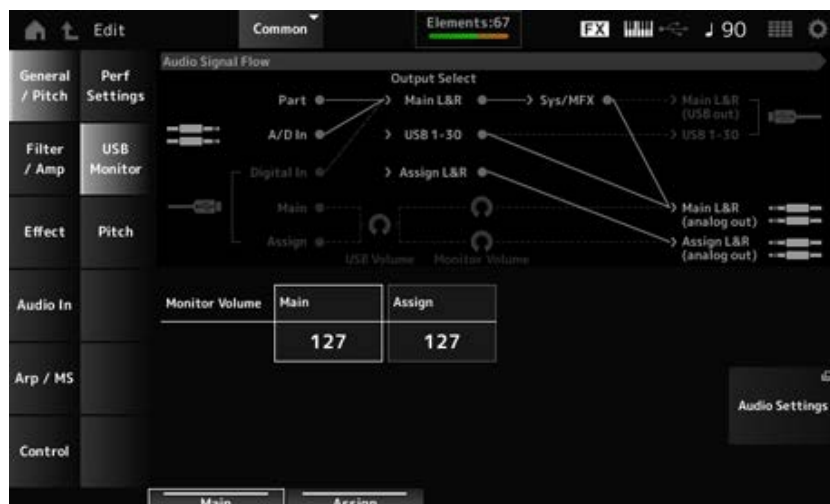 Edit
Common
Elements:67
FX
90
General
/ Pitch
Perf
Settings
Filter
/ Amp
USB
Monitor
Effect
Pitch
Audio In
Arp / MS
Control
Audio Signal Flow
Output Select
Part
Main L&R
Sys/MFX
Main L&R
(USB out)
A/D In
USB 1-30
USB 1-30
Digital In
Assign L&R
Main
Main L&R
(analog out)
Assign
Assign L&R
(analog out)
USB Volume
Monitor Volume
Monitor Volume
Main
Assign
127
127
Audio Settings
Main
Assign